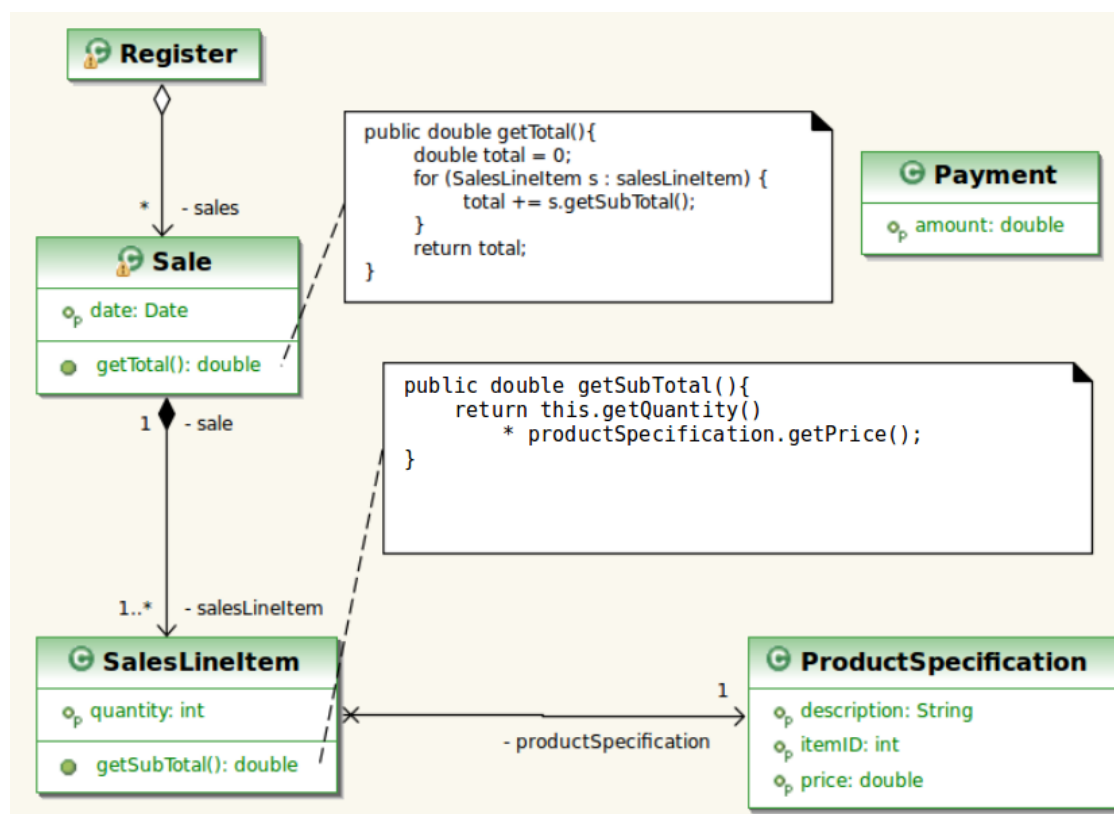 Register
* - sales
public double getTotal(){
double total = 0;
for (SalesLineItem s : salesLineItem) {
total += s.getSubTotal();
}
return total;
}
Payment
amount: double
Sale
date: Date
getTotal(): double
1 - sale
public double getSubTotal(){
return this.getQuantity()
* productSpecification.getPrice();
}
1..* - salesLineItem
SalesLineItem
quantity: int
getSubTotal(): double
1
- productSpecification
ProductSpecification
description: String
itemID: int
price: double